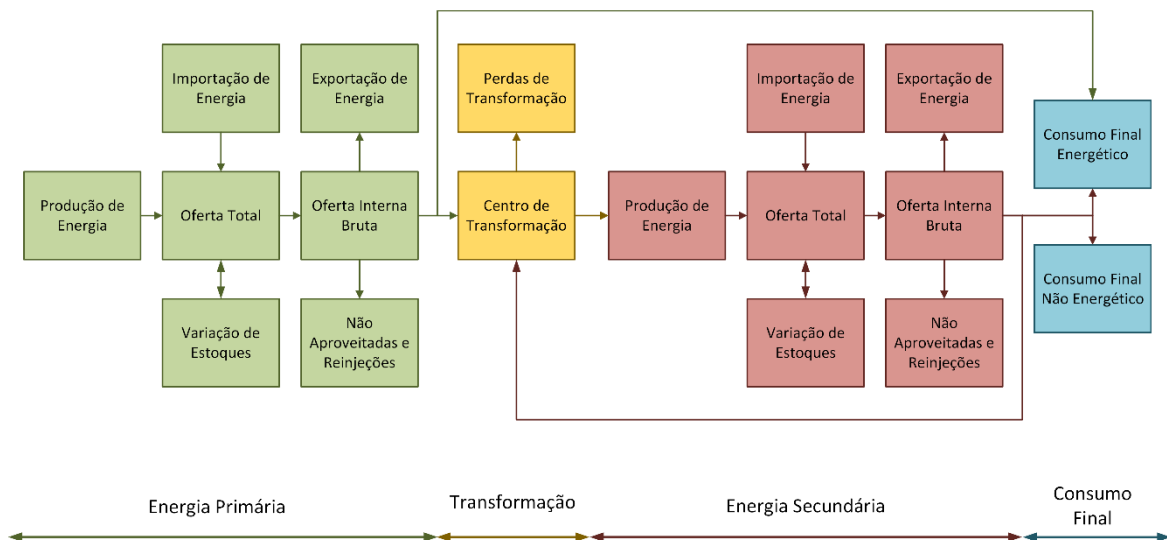 Importação de
Energia
Exportação de
Energia
Perdas de
Transformação
Importação de
Energia
Exportação de
Energia
Consumo Final
Energético
Produção de
Energia
Oferta Total
Oferta Interna
Bruta
Centro de
Transformação
Produção de
Energia
Oferta Total
Oferta Interna
Bruta
Consumo Final
Não Energético
Variação de
Estoques
Não
Aproveitadas e
Reinjeções
Variação de
Estoques
Não
Aproveitadas e
Reinjeções
Energia Primária
Transformação
Energia Secundária
Consumo
Final